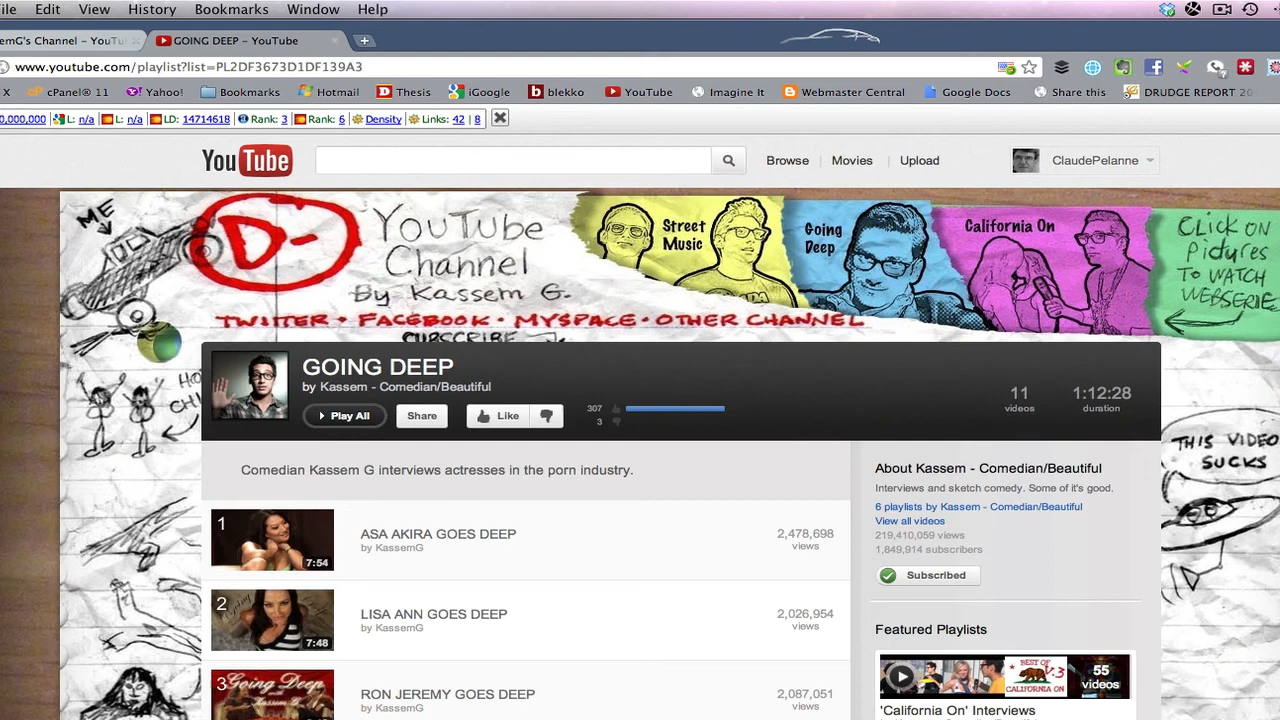 File Edit View History Bookmarks Window Help
emG's Channel – YouTu
GOING DEEP – YouTube
www.youtube.com/playlist?list=PL2DF3673D1DF139A3
X cPanel® 11 Yahoo! Bookmarks Hotmail Thesis iGoogle blekko YouTube Imagine It Webmaster Central Google Docs Share this DRUDGE REPORT 20
0,000,000 L: n/a L: n/a LD: 14714618 Rank: 3 Rank: 6 Density Links: 42 | 8
YouTube
Browse | Movies | Upload
ClaudePelanne
ME
D-
YouTube
Channel
By Kassem G.
Street
Music
Going
Deep
California On
CLICK ON
Pictures
TO WATCH
WEBSERIE
TWITTER • FACEBOOK • MYSPACE • OTHER CHANNEL
SUBSCRIBE
GOING DEEP
by Kassem - Comedian/Beautiful
Play All
Share
Like
307
3
11
videos
1:12:28
duration
THIS VIDEO
SUCKS
Comedian Kassem G interviews actresses in the porn industry.
1
7:54
ASA AKIRA GOES DEEP
by KassemG
2,478,698
views
2
7:48
LISA ANN GOES DEEP
by KassemG
2,026,954
views
3
Going Deep
with
RON JEREMY GOES DEEP
by KassemG
2,087,051
views
About Kassem - Comedian/Beautiful
Interviews and sketch comedy. Some of it's good.
6 playlists by Kassem - Comedian/Beautiful
View all videos
219,410,059 views
1,849,914 subscribers
Subscribed
Featured Playlists
BEST OF
V.3
CALIFORNIA ON
55
videos
'California On' Interviews